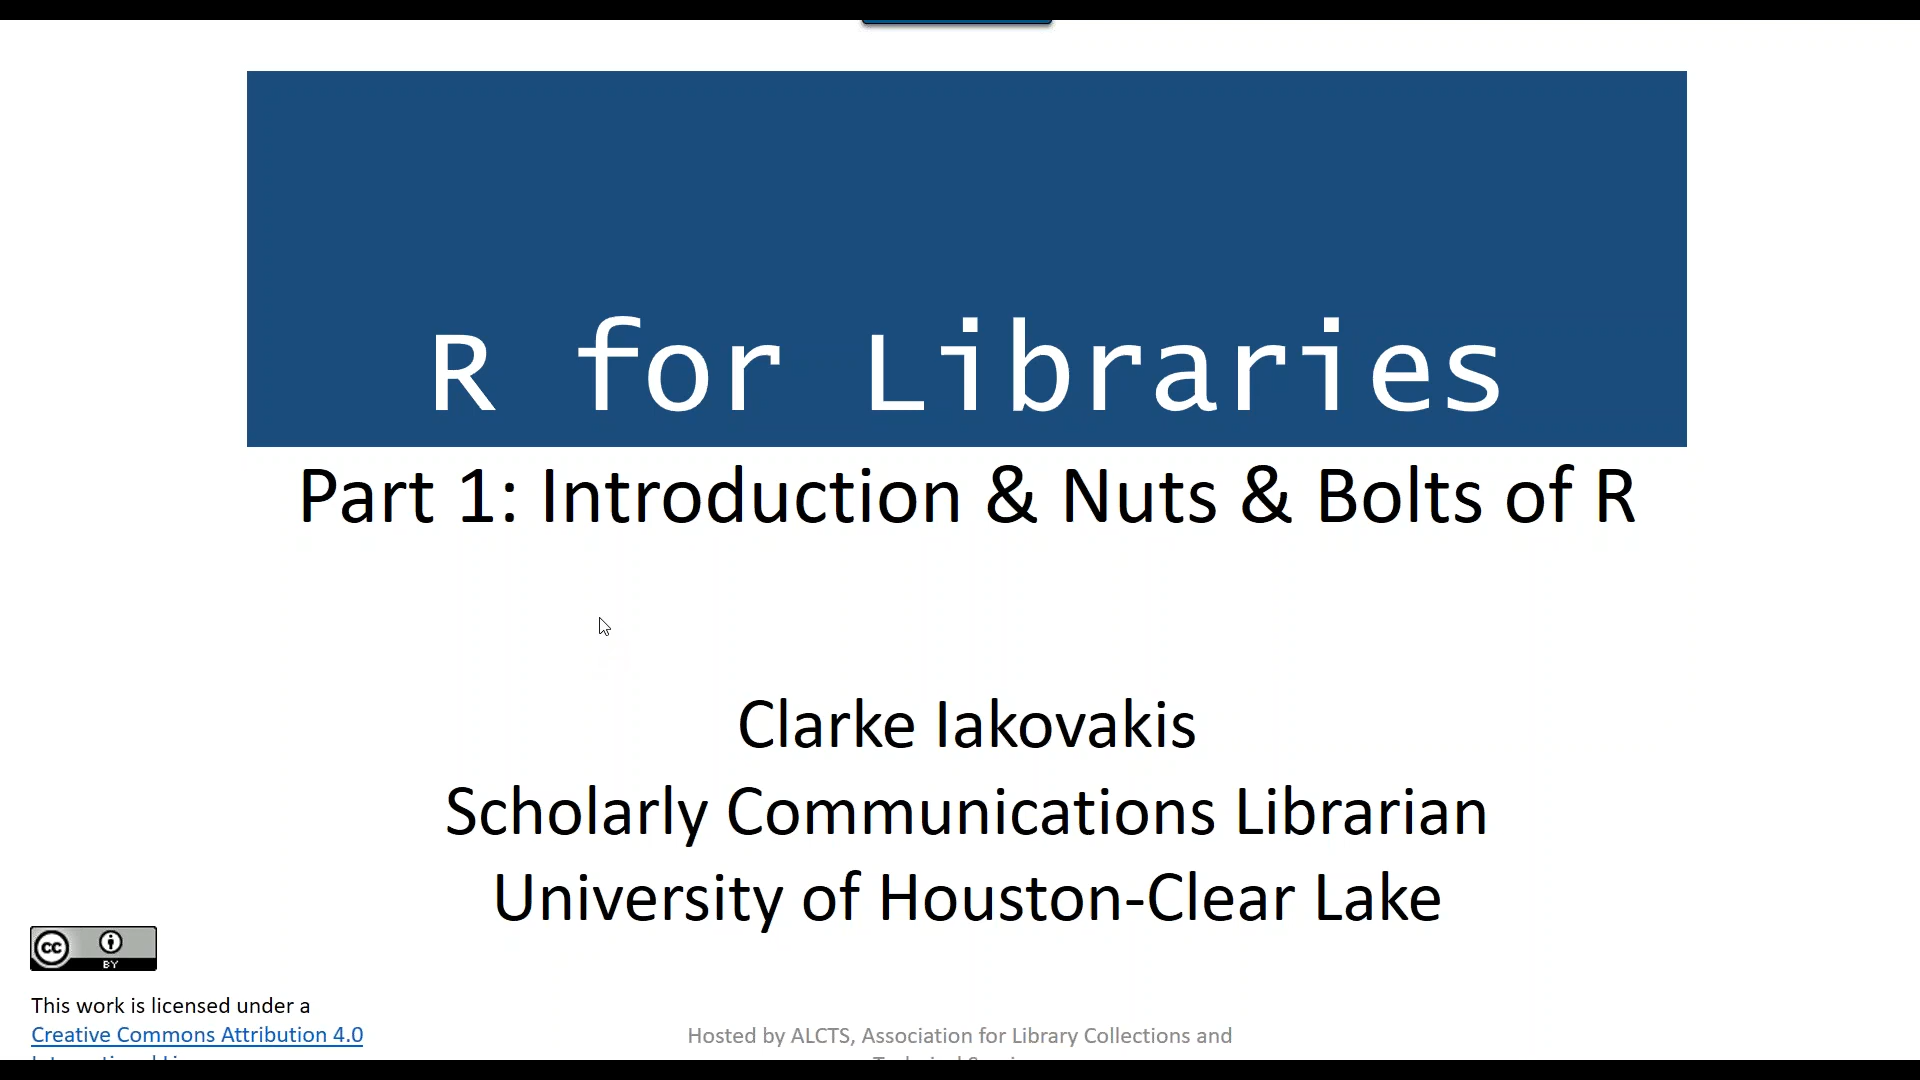 R for Libraries
Part 1: Introduction & Nuts & Bolts of R
Clarke Iakovakis
Scholarly Communications Librarian
University of Houston-Clear Lake
cc
BY
This work is licensed under a
Creative Commons Attribution 4.0
Hosted by ALCTS, Association for Library Collections and